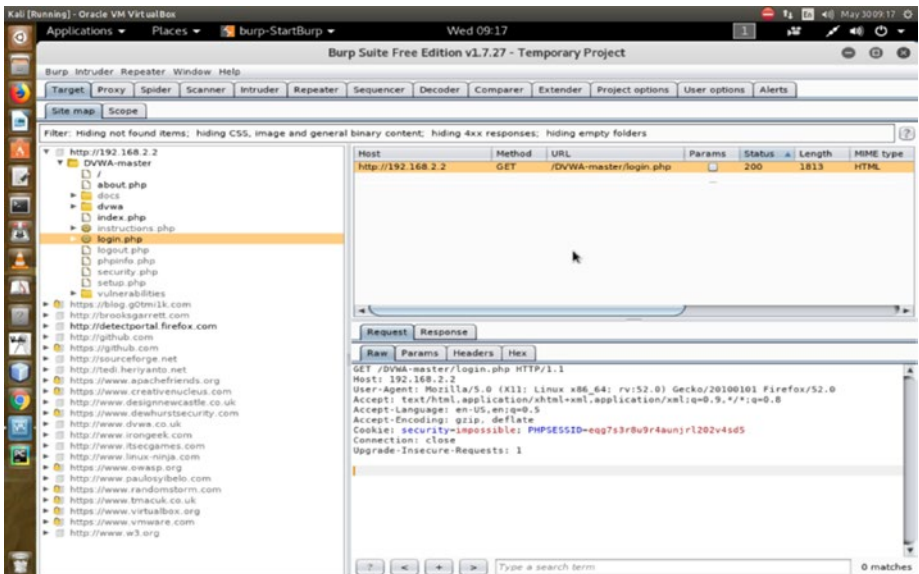 Kali [Running] - Oracle VM VirtualBox
En May 30 09:17
Applications Places burp-StartBurp Wed 09:17 1
Burp Suite Free Edition v1.7.27 - Temporary Project
Burp Intruder Repeater Window Help
Target Proxy Spider Scanner Intruder Repeater Sequencer Decoder Comparer Extender Project options User options Alerts
Site map Scope
Filter: Hiding not found items; hiding CSS, image and general binary content; hiding 4xx responses; hiding empty folders ?
http://192.168.2.2
DVWA-master
/
about.php
docs
dvwa
index.php
instructions.php
login.php
logout.php
phpinfo.php
security.php
setup.php
vulnerabilities
https://blog.g0tmi1k.com
http://brooksgarrett.com
http://detectportal.firefox.com
http://github.com
https://github.com
http://sourceforge.net
http://tedi.heriyanto.net
https://www.apachefriends.org
https://www.creativenucleus.com
http://www.designnewcastle.co.uk
https://www.dewhurstsecurity.com
http://www.dvwa.co.uk
http://www.irongeek.com
http://www.itsecgames.com
http://www.linux-ninja.com
https://www.owasp.org
http://www.paulosyibelo.com
https://www.randomstorm.com
https://www.tmacuk.co.uk
https://www.virtualbox.org
https://www.vmware.com
http://www.w3.org
Host Method URL Params Status Length MIME type
http://192.168.2.2 GET /DVWA-master/login.php 200 1813 HTML
Request Response
Raw Params Headers Hex
GET /DVWA-master/login.php HTTP/1.1
Host: 192.168.2.2
User-Agent: Mozilla/5.0 (X11; Linux x86_64; rv:52.0) Gecko/20100101 Firefox/52.0
Accept: text/html,application/xhtml+xml,application/xml;q=0.9,*/*;q=0.8
Accept-Language: en-US,en;q=0.5
Accept-Encoding: gzip, deflate
Cookie: security=impossible; PHPSESSID=eqg7s3r8u9r4aunjrl202v4sd5
Connection: close
Upgrade-Insecure-Requests: 1
? < + > Type a search term 0 matches